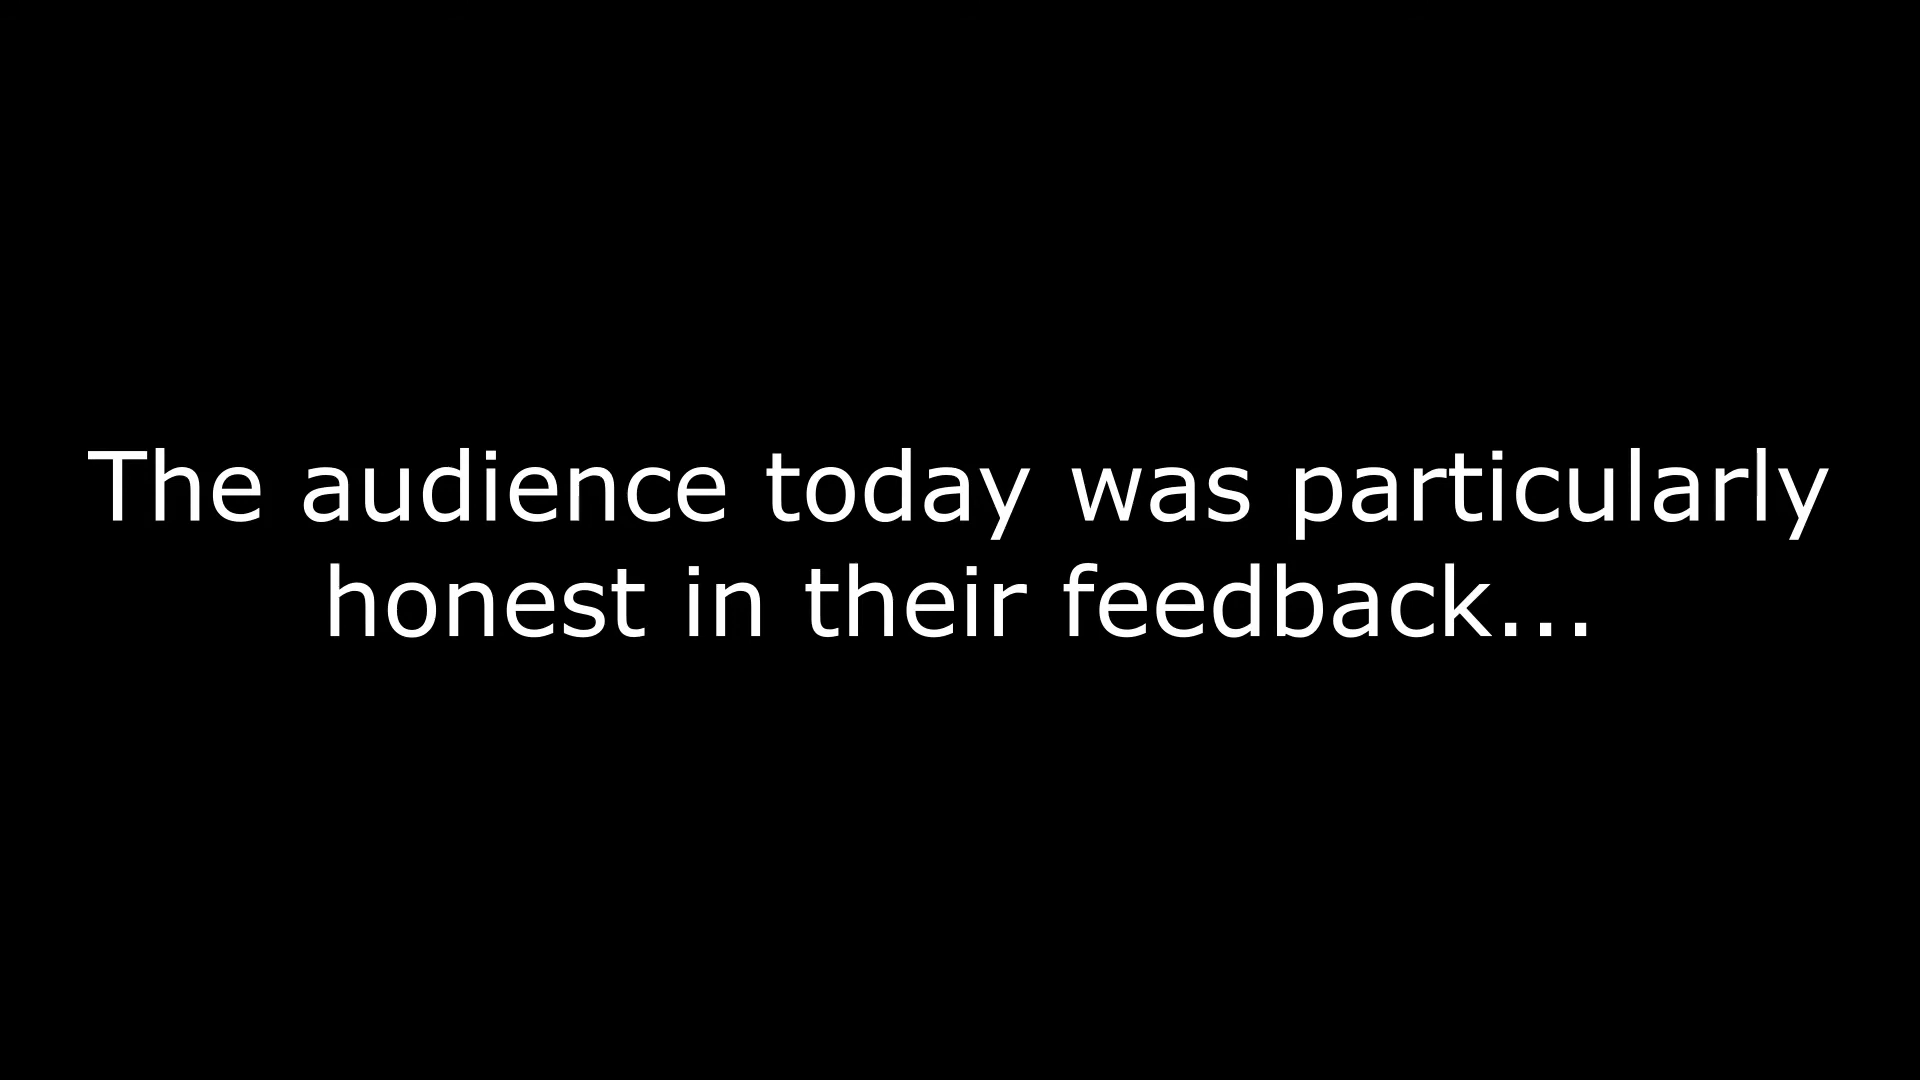 The audience today was particularly
honest in their feedback...